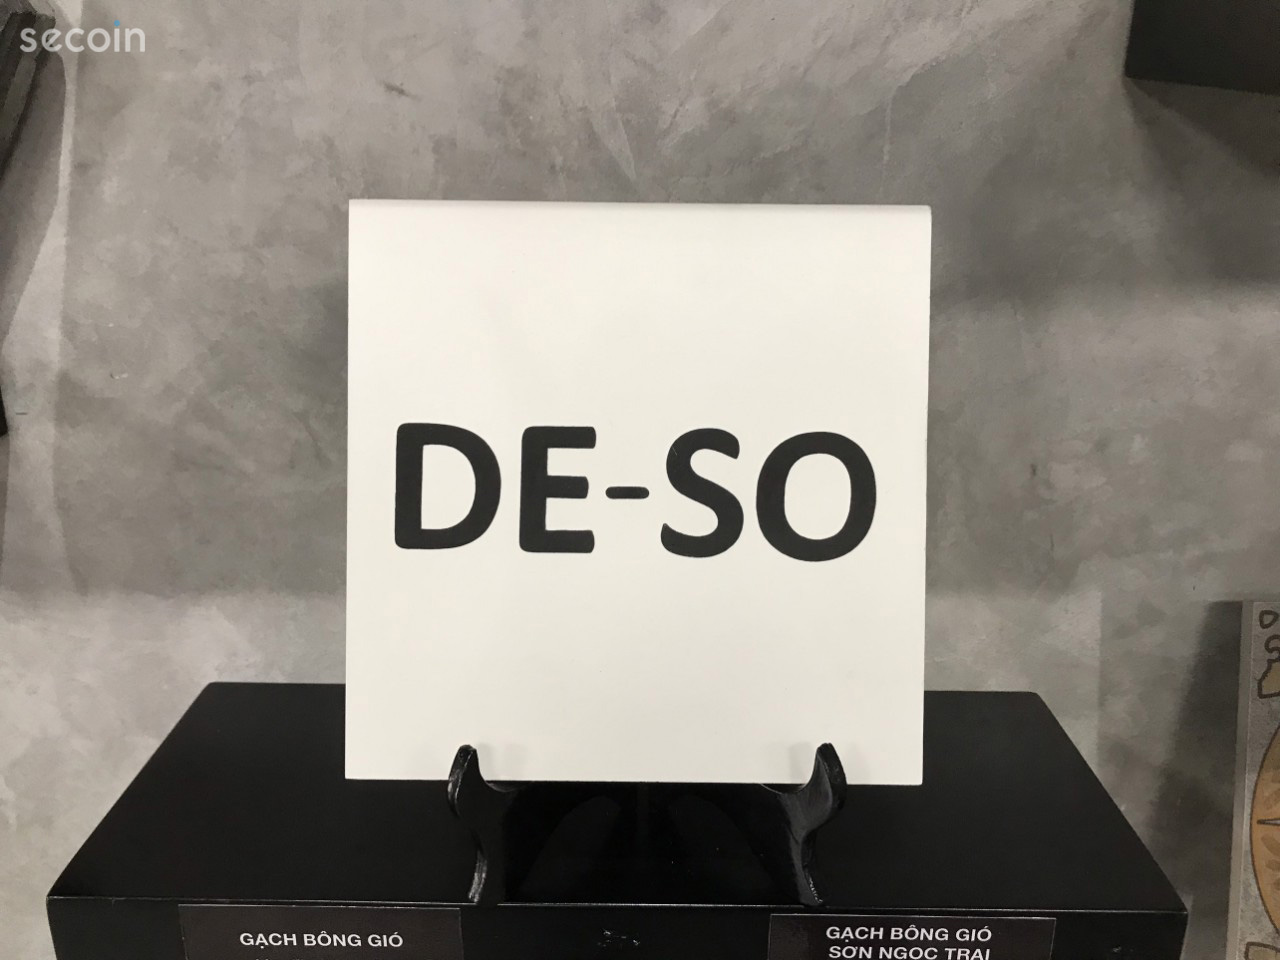 secoin
DE-SO
GẠCH BÔNG GIÓ
GẠCH BÔNG GIÓ
SƠN NGỌC TRAI